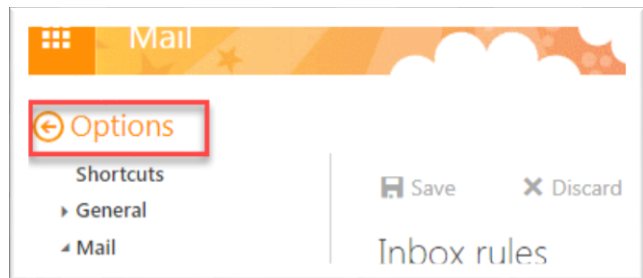 Mail
Options
Shortcuts
General
Mail
Save
Discard
Inbox rules